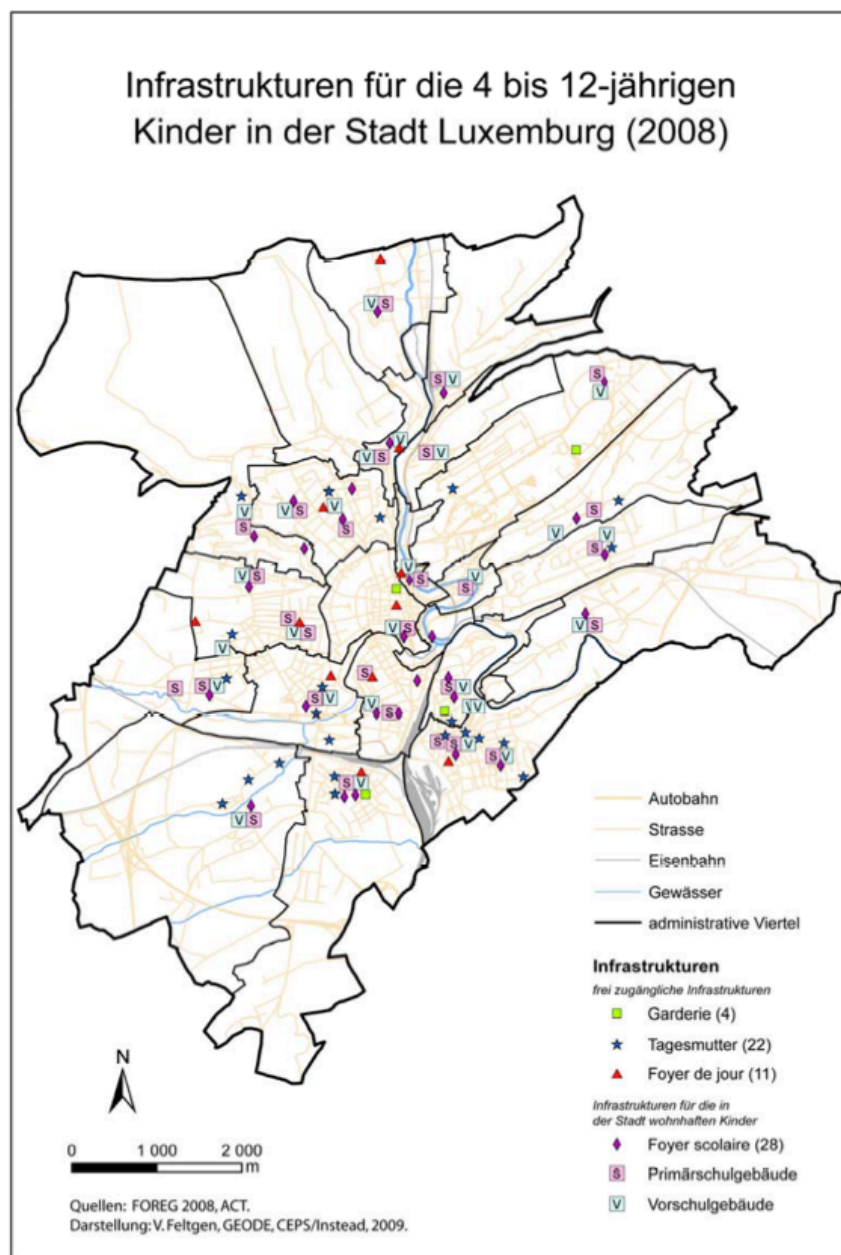 Infrastrukturen für die 4 bis 12-jährigen
Kinder in der Stadt Luxemburg (2008)
V S
S V
S
V
V
V S
S V
V
V S
V
S
S
S
V
V
S
V S
V
S
V
S
V
S
V S
V
S
V S
V
S
S V
S V
S
V
S
S V
V V
S S V
S V
S V
V S
Autobahn
Strasse
Eisenbahn
Gewässer
administrative Viertel
Infrastrukturen
frei zugängliche Infrastrukturen
Garderie (4)
Tagesmutter (22)
Foyer de jour (11)
Infrastrukturen für die in
der Stadt wohnhaften Kinder
Foyer scolaire (28)
S Primärschulgebäude
V Vorschulgebäude
N
0 1 000 2 000
m
Quellen: FOREG 2008, ACT.
Darstellung: V. Feltgen, GEODE, CEPS/Instead, 2009.